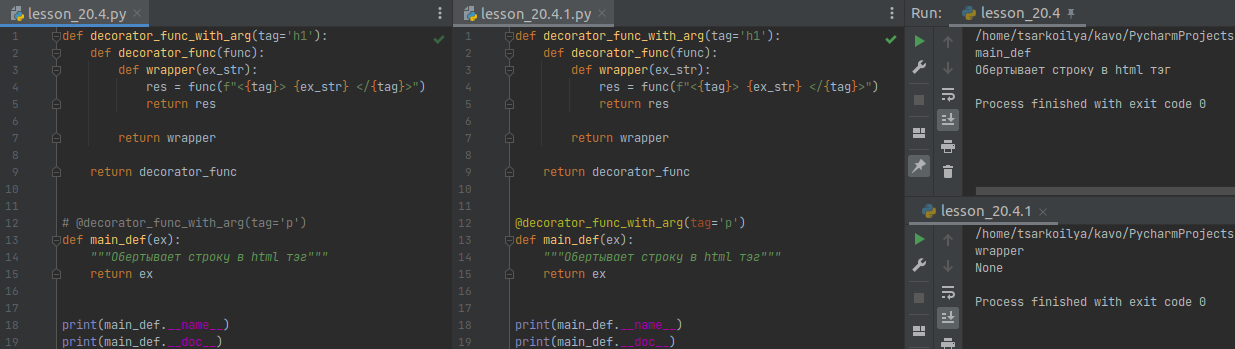 lesson_20.4.py
1 def decorator_func_with_arg(tag='h1'):
2 def decorator_func(func):
3 def wrapper(ex_str):
4 res = func(f"<{tag}> {ex_str} </{tag}>")
5 return res
6
7 return wrapper
8
9 return decorator_func
10
11
12 # @decorator_func_with_arg(tag='p')
13 def main_def(ex):
14 """Обертывает строку в html тэг"""
15 return ex
16
17
18 print(main_def.__name__)
19 print(main_def.__doc__)
lesson_20.4.1.py
1 def decorator_func_with_arg(tag='h1'):
2 def decorator_func(func):
3 def wrapper(ex_str):
4 res = func(f"<{tag}> {ex_str} </{tag}>")
5 return res
6
7 return wrapper
8
9 return decorator_func
10
11
12 @decorator_func_with_arg(tag='p')
13 def main_def(ex):
14 """Обертывает строку в html тэг"""
15 return ex
16
17
18 print(main_def.__name__)
19 print(main_def.__doc__)
Run: lesson_20.4
/home/tsarkoilya/kavo/PycharmProjects
main_def
Обертывает строку в html тэг
Process finished with exit code 0
lesson_20.4.1
/home/tsarkoilya/kavo/PycharmProjects
wrapper
None
Process finished with exit code 0